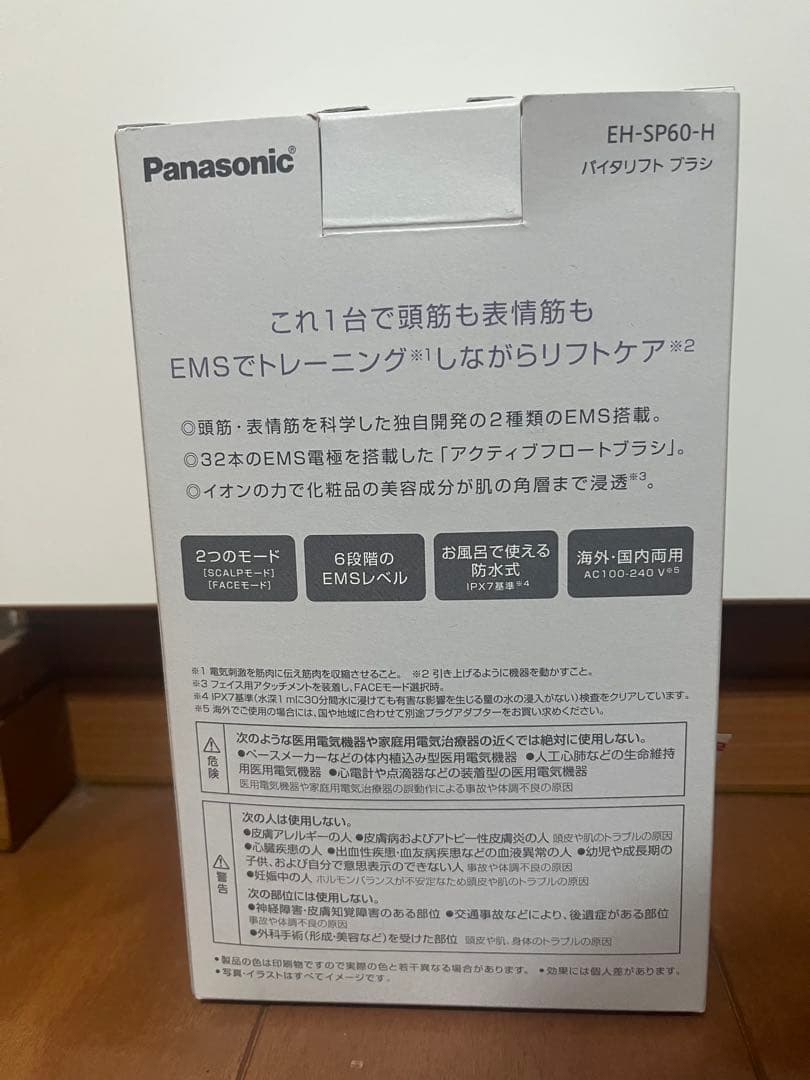 Panasonic®
EH-SP60-H
バイタリフト ブラシ
これ1台で頭筋も表情筋も
EMSでトレーニング※1しながらリフトケア※2
◎頭筋・表情筋を科学した独自開発の2種類のEMS搭載。
◎32本のEMS電極を搭載した「アクティブフロートブラシ」。
◎イオンの力で化粧品の美容成分が肌の角層まで浸透※3。
2つのモード
[SCALPモード]
[FACEモード]
6段階の
EMSレベル
お風呂で使える
防水式
IPX7基準※4
海外・国内両用
AC100-240 V※5
※1 電気刺激を筋肉に伝え筋肉を収縮させること。 ※2 引き上げるように機器を動かすこと。
※3 フェイス用アタッチメントを装着し、FACEモード選択時。
※4 IPX7基準(水深1mに30分間水に浸けても有害な影響を生じる量の水の浸入がない)検査をクリアしています。
※5 海外でご使用の場合には、国や地域に合わせて別途プラグアダプターをお買い求めください。
危険
次のような医用電気機器や家庭用電気治療器の近くでは絶対に使用しない。
●ペースメーカーなどの体内植込み型医用電気機器 ●人工心肺などの生命維持
用医用電気機器 ●心電計や点滴器などの装着型の医用電気機器
医用電気機器や家庭用電気治療器の誤動作による事故や体調不良の原因
警告
次の人は使用しない。
●皮膚アレルギーの人 ●皮膚病およびアトピー性皮膚炎の人 頭皮や肌のトラブルの原因
●心臓疾患の人 ●出血性疾患・血友病疾患などの血液異常の人 ●幼児や成長期の
子供、および自分で意思表示のできない人 事故や体調不良の原因
●妊娠中の人 ホルモンバランスが不安定なため頭皮や肌のトラブルの原因
次の部位には使用しない。
●神経障害・皮膚知覚障害のある部位 ●交通事故などにより、後遺症がある部位
事故や体調不良の原因
●外科手術(形成・美容など)を受けた部位 頭皮や肌、身体のトラブルの原因
●製品の色は印刷物ですので実際の色と若干異なる場合があります。 ●効果には個人差があります。
●写真・イラストはすべてイメージです。